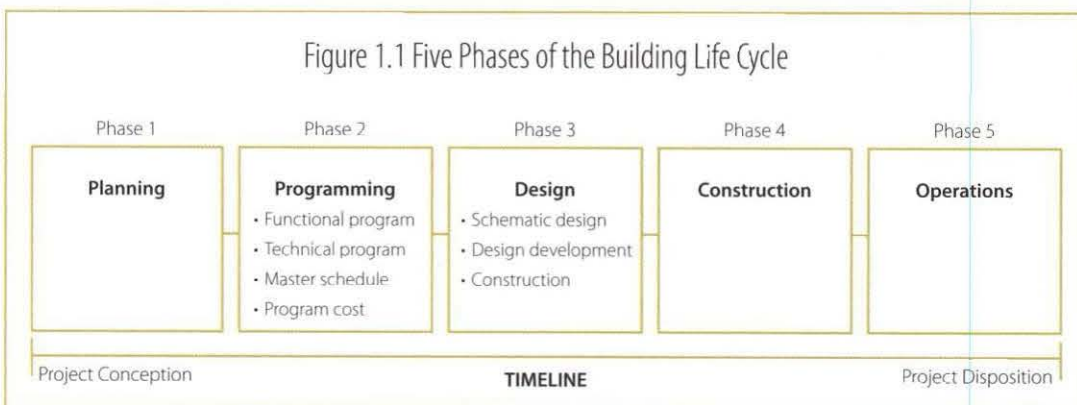 Figure 1.1 Five Phases of the Building Life Cycle
Phase 1
Phase 2
Phase 3
Phase 4
Phase 5
Planning
Programming
• Functional program
• Technical program
• Master schedule
• Program cost
Design
• Schematic design
• Design development
• Construction
Construction
Operations
Project Conception
TIMELINE
Project Disposition